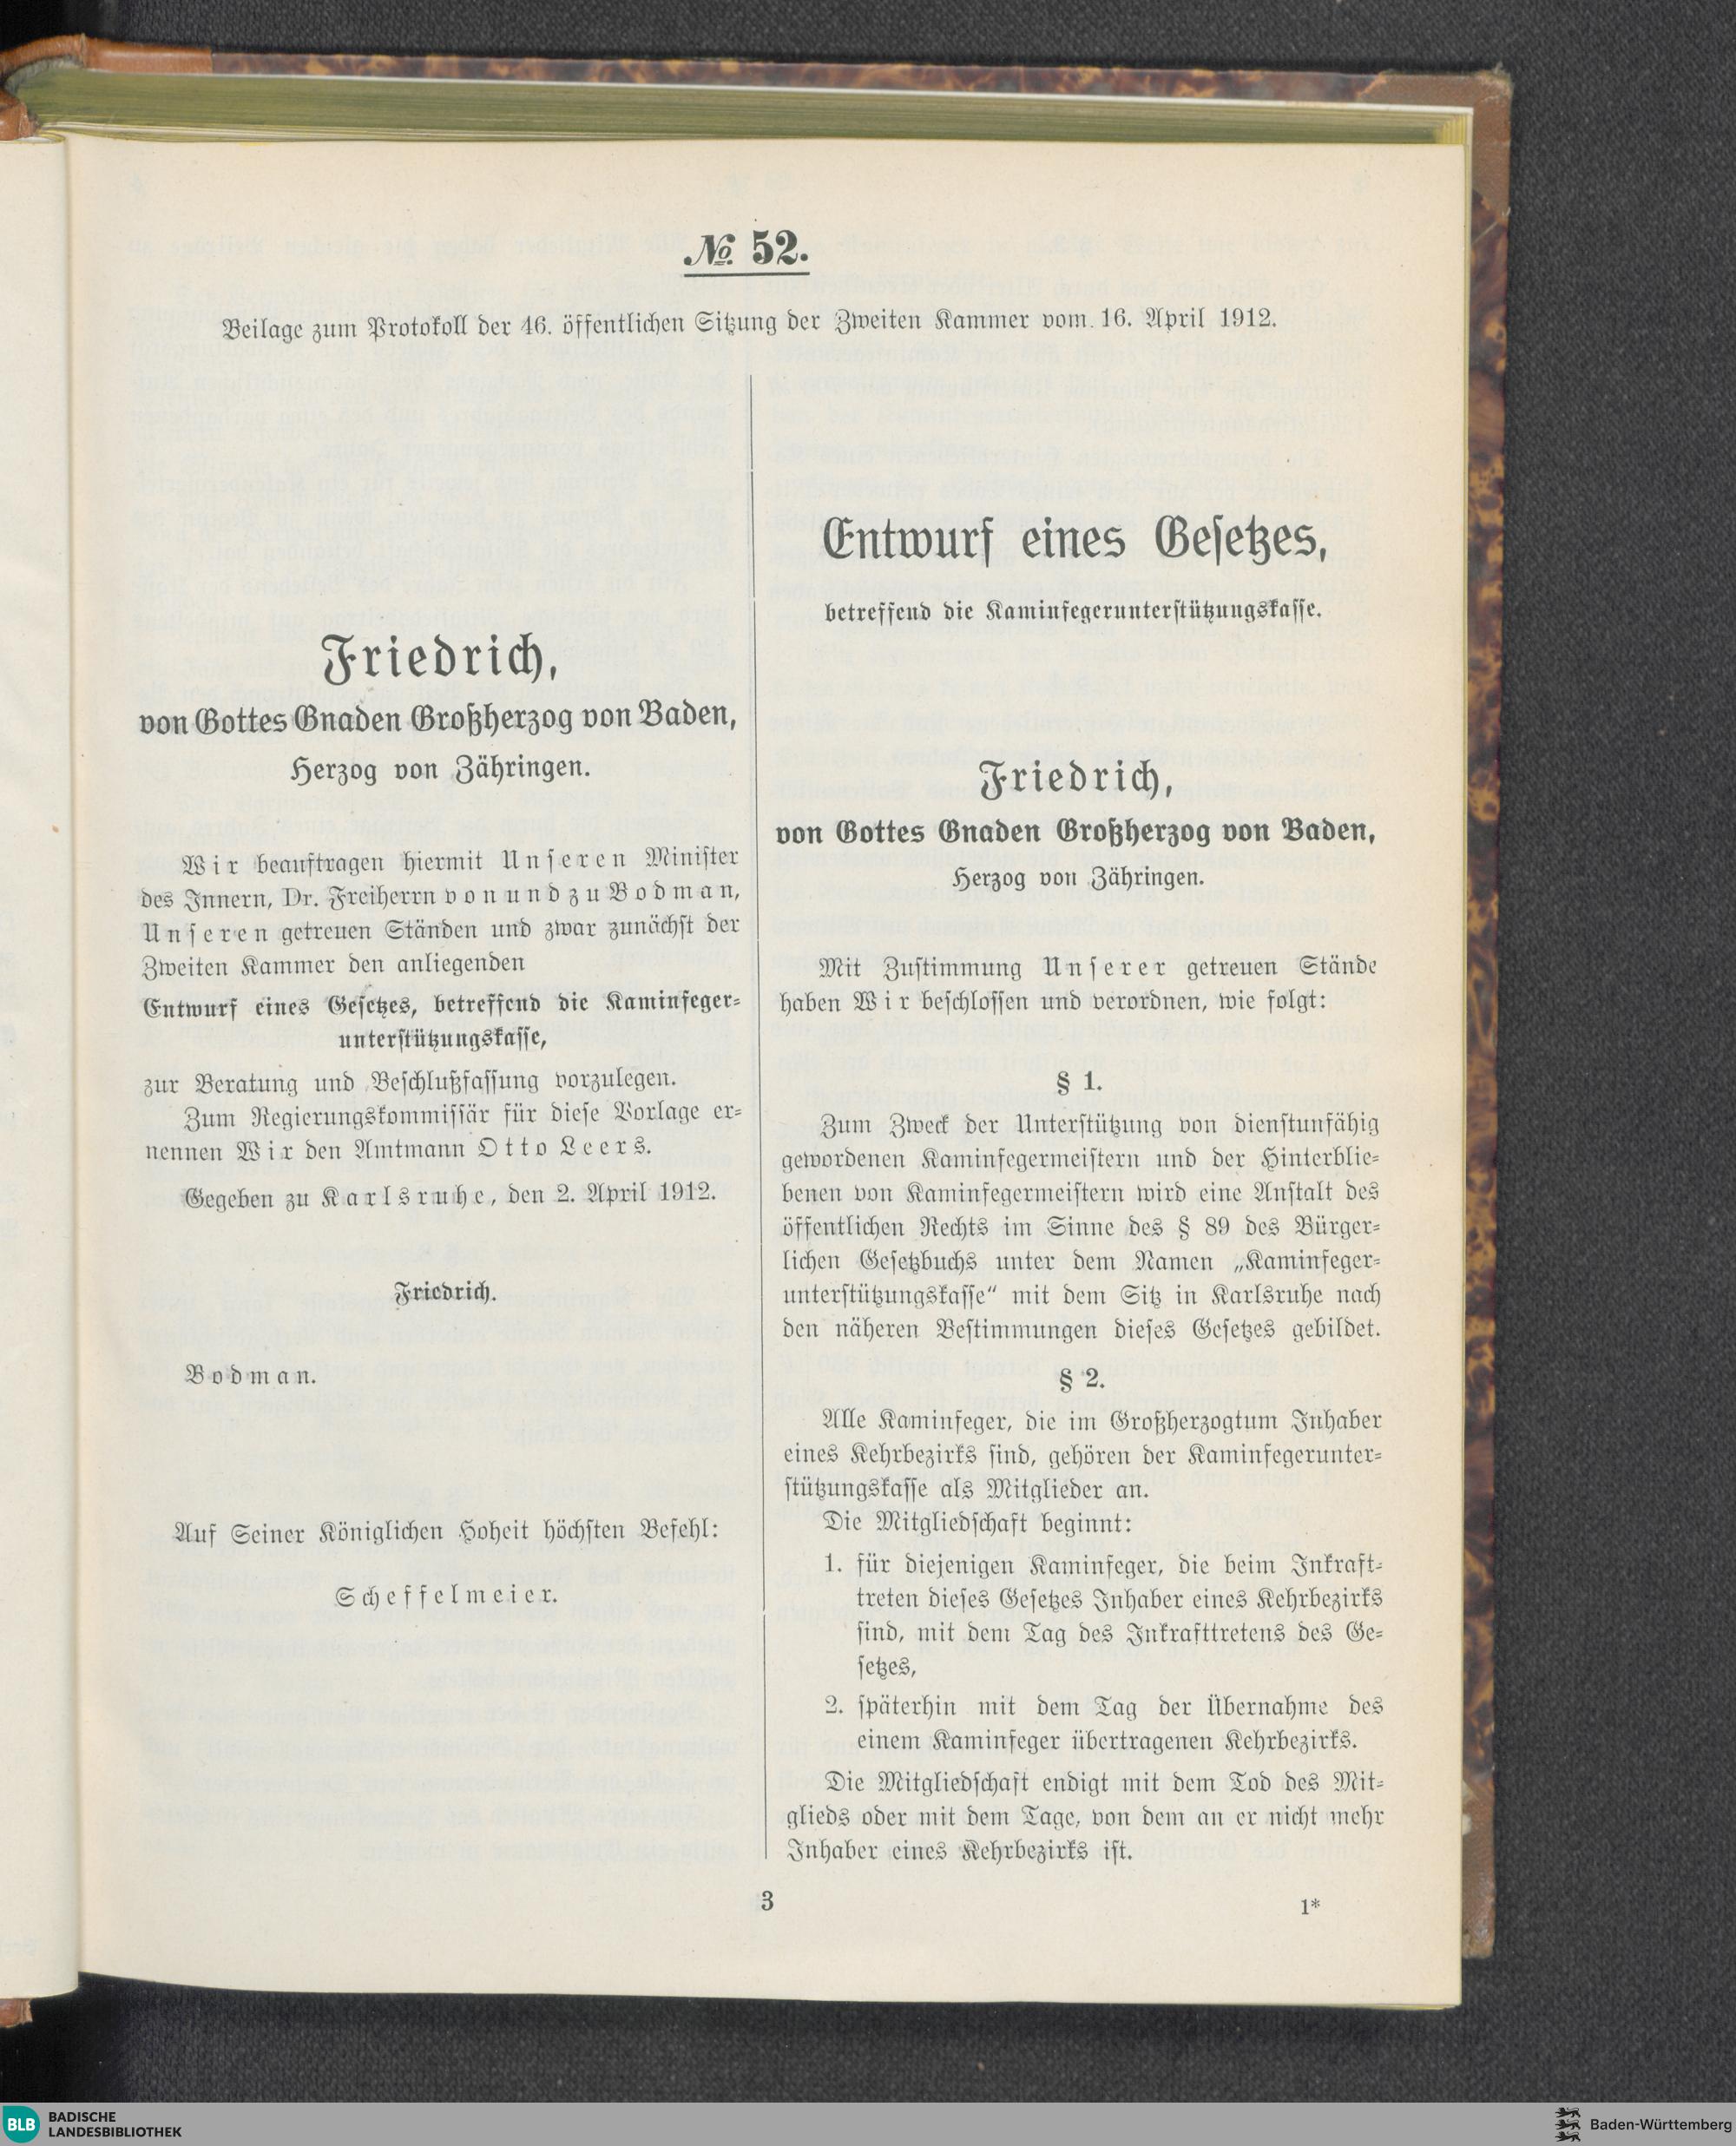 № 52.
Beilage zum Protokoll der 46. öffentlichen Sitzung der Zweiten Kammer vom 16. April 1912.
Friedrich,
von Gottes Gnaden Großherzog von Baden,
Herzog von Zähringen.
Wir beauftragen hiermit Unseren Minister
des Innern, Dr. Freiherrn von und zu Bodman,
Unseren getreuen Ständen und zwar zunächst der
Zweiten Kammer den anliegenden
Entwurf eines Gesetzes, betreffend die Kaminfeger-
unterstützungskasse,
zur Beratung und Beschlußfassung vorzulegen.
Zum Regierungskommissär für diese Vorlage er-
nennen Wir den Amtmann Otto Leers.
Gegeben zu Karlsruhe, den 2. April 1912.
Friedrich.
Bodman.
Auf Seiner Königlichen Hoheit höchsten Befehl:
Scheffelmeier.
Entwurf eines Gesetzes,
betreffend die Kaminfegerunterstützungskasse.
Friedrich,
von Gottes Gnaden Großherzog von Baden,
Herzog von Zähringen.
Mit Zustimmung Unserer getreuen Stände
haben Wir beschlossen und verordnen, wie folgt:
§ 1.
Zum Zweck der Unterstützung von dienstunfähig
gewordenen Kaminfegermeistern und der Hinterblie-
benen von Kaminfegermeistern wird eine Anstalt des
öffentlichen Rechts im Sinne des § 89 des Bürger-
lichen Gesetzbuchs unter dem Namen „Kaminfeger-
unterstützungskasse“ mit dem Sitz in Karlsruhe nach
den näheren Bestimmungen dieses Gesetzes gebildet.
§ 2.
Alle Kaminfeger, die im Großherzogtum Inhaber
eines Kehrbezirks sind, gehören der Kaminfegerunter-
stützungskasse als Mitglieder an.
Die Mitgliedschaft beginnt:
1. für diejenigen Kaminfeger, die beim Inkraft-
treten dieses Gesetzes Inhaber eines Kehrbezirks
sind, mit dem Tag des Inkrafttretens des Ge-
setzes,
2. späterhin mit dem Tag der Übernahme des
einem Kaminfeger übertragenen Kehrbezirks.
Die Mitgliedschaft endigt mit dem Tod des Mit-
glieds oder mit dem Tage, von dem an er nicht mehr
Inhaber eines Kehrbezirks ist.
3
1*
BLB BADISCHE
LANDESBIBLIOTHEK
Baden-Württemberg